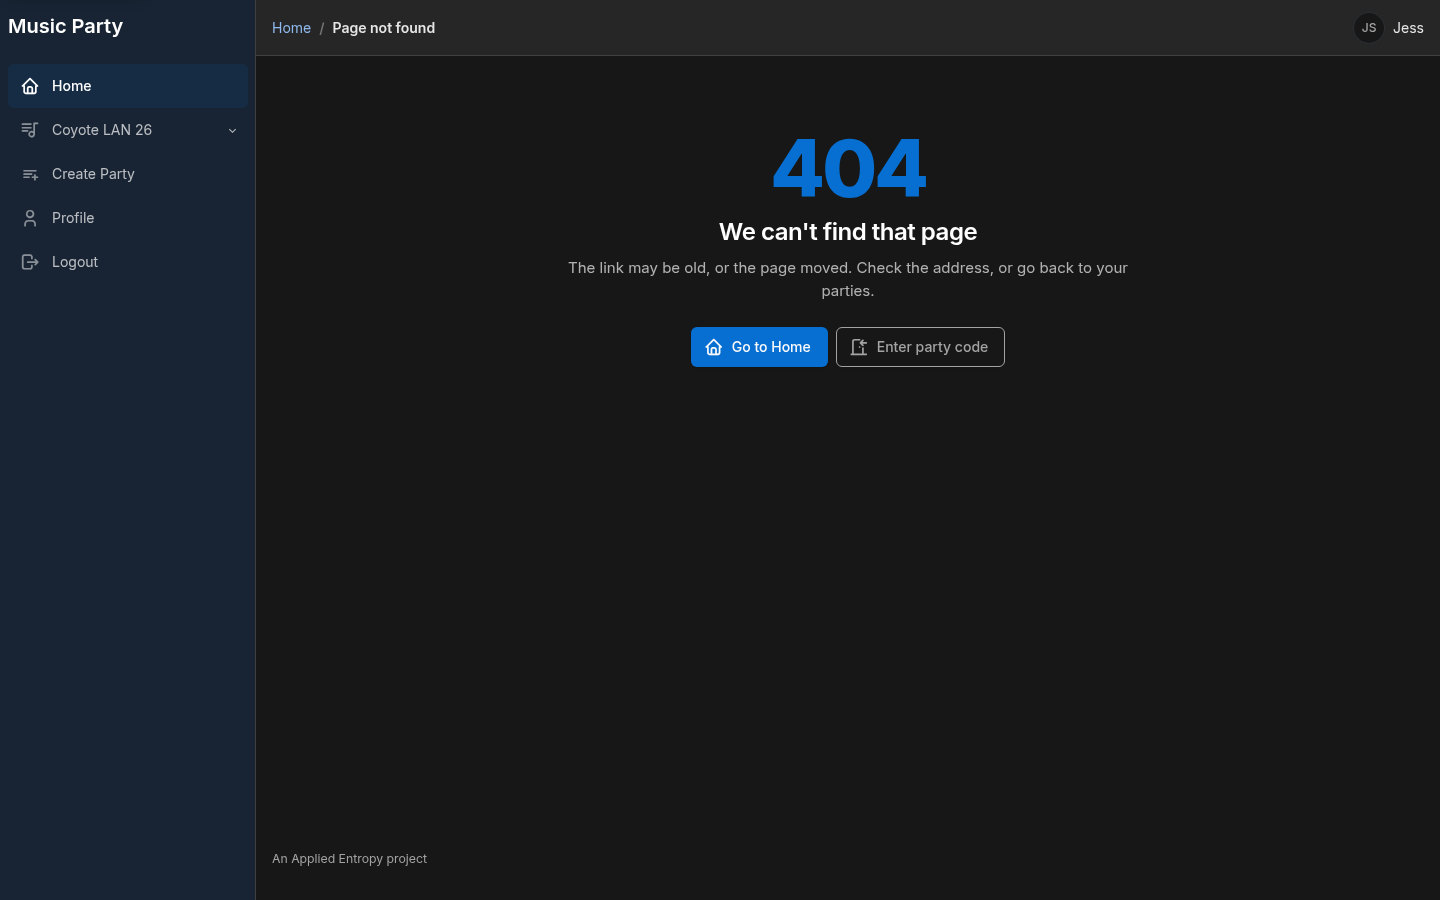 Music Party
Home
Coyote LAN 26
Create Party
Profile
Logout
Home / Page not found
JS Jess
404
We can't find that page
The link may be old, or the page moved. Check the address, or go back to your
parties.
Go to Home
Enter party code
An Applied Entropy project